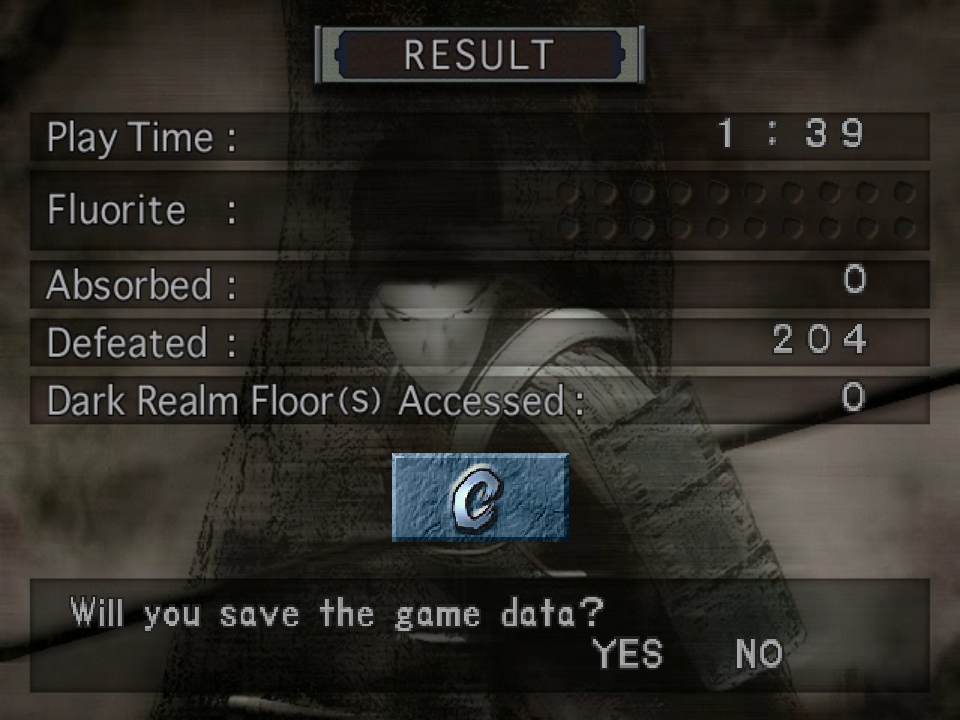 RESULT
Play Time : 1 : 39
Fluorite :
Absorbed : 0
Defeated : 204
Dark Realm Floor(s) Accessed : 0
C
Will you save the game data?
YES NO